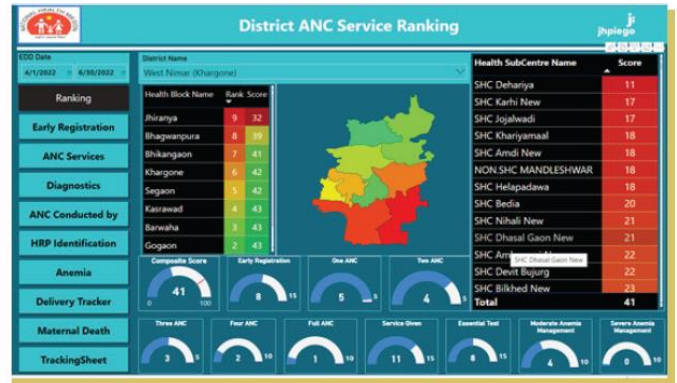 District ANC Service Ranking
jhpiego
EDD Date
4/1/2022 6/30/2022
Ranking
Early Registration
ANC Services
Diagnostics
ANC Conducted by
HRP Identification
Anemia
Delivery Tracker
Maternal Death
TrackingSheet
District Name
West Nimar (Khargone)
Health Block Name Rank Score
Jhiranya 9 32
Bhagwanpura 8 39
Bhikangaon 7 41
Khargone 6 42
Segaon 5 42
Kasrawad 4 43
Barwaha 3 43
Gogaon 2 43
Health SubCentre Name Score
SHC Dehariya 11
SHC Karhi New 17
SHC Jojalwadi 17
SHC Khariyamaal 18
SHC Amdi New 18
NON.SHC MANDLESHWAR 18
SHC Helapadawa 18
SHC Bedia 20
SHC Nihali New 21
SHC Dhasal Gaon New 21
SHC 22
SHC Dhasal Gaon New
SHC Devit Bujurg 22
SHC Bilkhed New 23
Total 41
Composite Score
41
0 100
Early Registration
8 15
One ANC
5 5
Two ANC
4 5
Three ANC
3 5
Four ANC
2 10
Full ANC
1 10
Service Given
11 15
Essential Test
8 15
Moderate Anemia
Management
4 10
Severe Anemia
Management
0 10